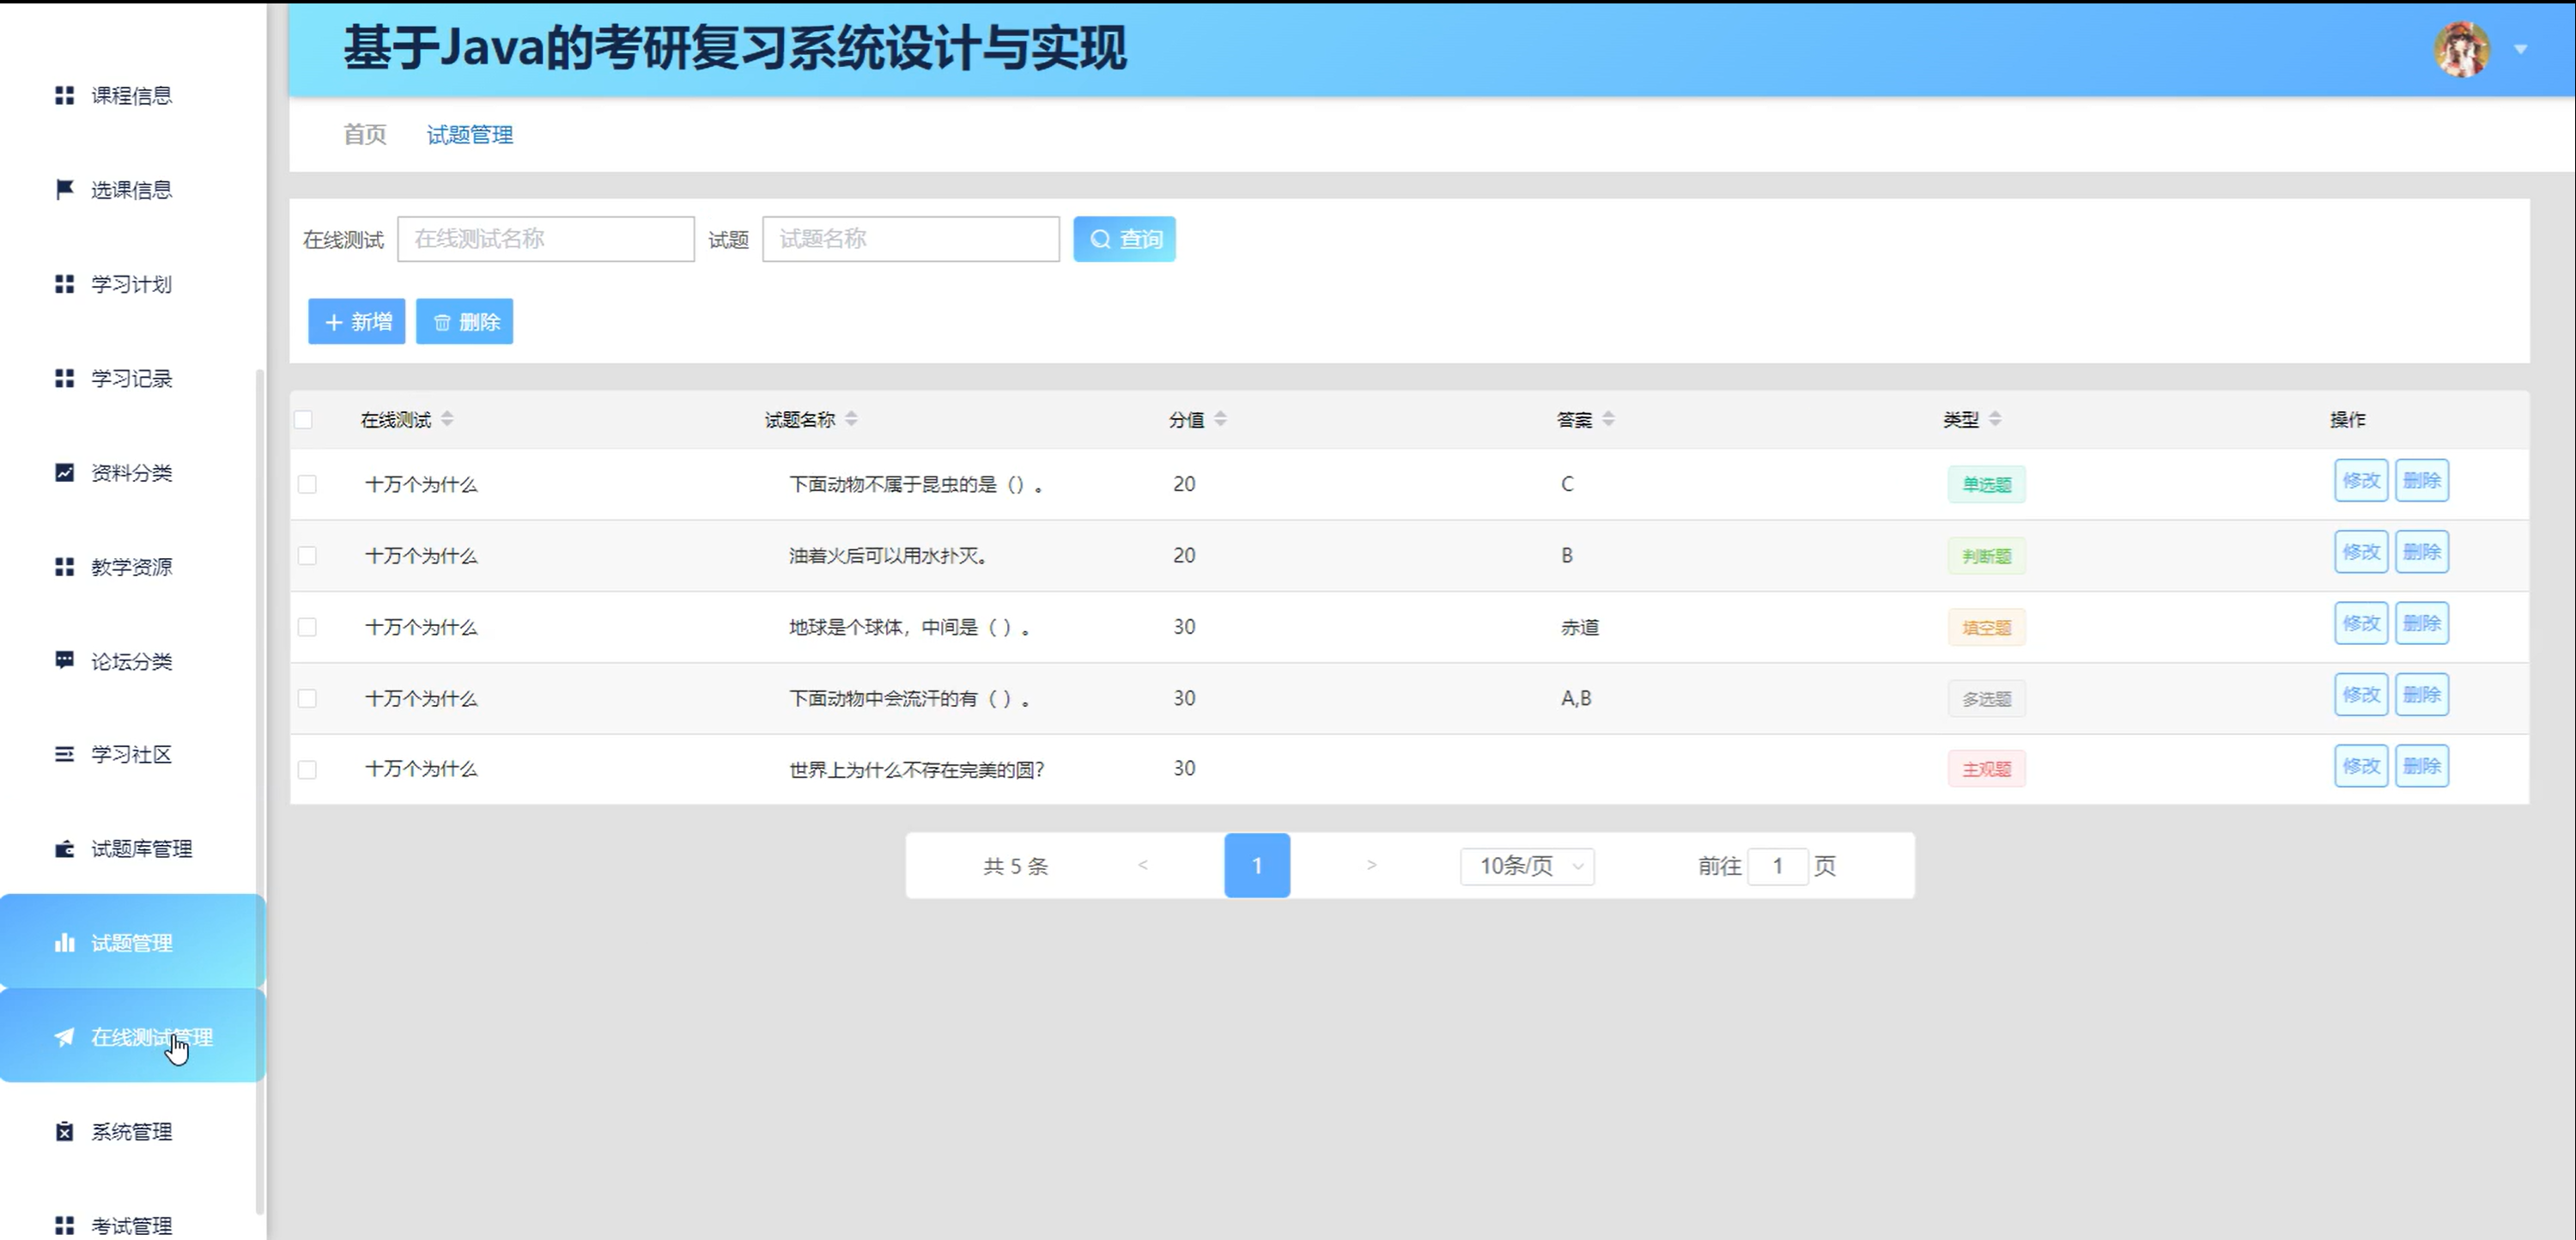 基于Java的考研复习系统设计与实现
课程信息
选课信息
学习计划
学习记录
资料分类
教学资源
论坛分类
学习社区
试题库管理
试题管理
在线测试管理
系统管理
考试管理
首页 试题管理
在线测试 在线测试名称 试题 试题名称 查询
新增 删除
在线测试 试题名称 分值 答案 类型 操作
十万个为什么 下面动物不属于昆虫的是（）。 20 C 单选题 修改 删除
十万个为什么 油着火后可以用水扑灭。 20 B 判断题 修改 删除
十万个为什么 地球是个球体，中间是（ ）。 30 赤道 填空题 修改 删除
十万个为什么 下面动物中会流汗的有（ ）。 30 A,B 多选题 修改 删除
十万个为什么 世界上为什么不存在完美的圆? 30 主观题 修改 删除
共 5 条 < 1 > 10条/页 前往 1 页